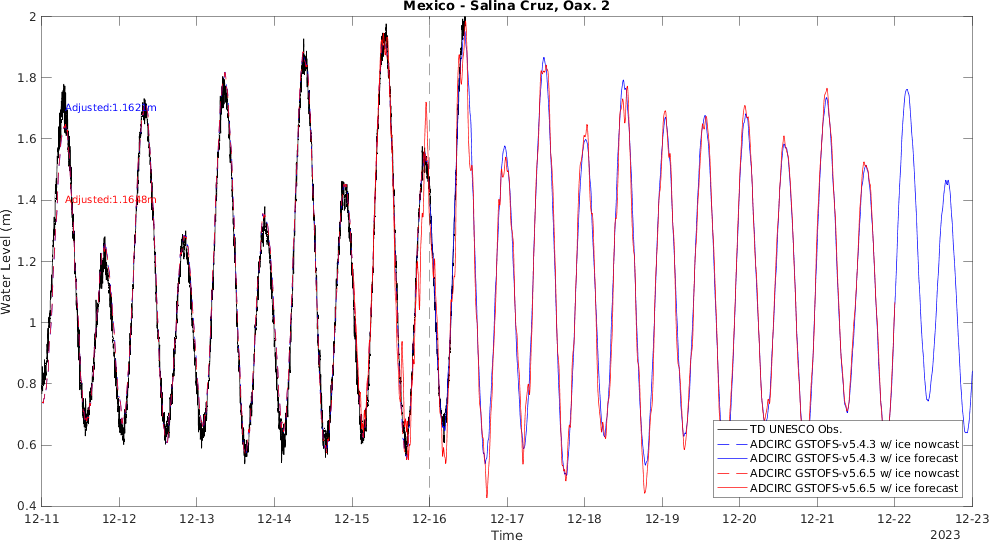 Mexico - Salina Cruz, Oax. 2
2
1.8
1.6
1.4
1.2
1
0.8
0.6
0.4
Water Level (m)
Adjusted:1.162 m
Adjusted:1.1648m
TD UNESCO Obs.
ADCIRC GSTOFS-v5.4.3 w/ ice nowcast
ADCIRC GSTOFS-v5.4.3 w/ ice forecast
ADCIRC GSTOFS-v5.6.5 w/ ice nowcast
ADCIRC GSTOFS-v5.6.5 w/ ice forecast
12-11 12-12 12-13 12-14 12-15 12-16 12-17 12-18 12-19 12-20 12-21 12-22 12-23
Time
2023